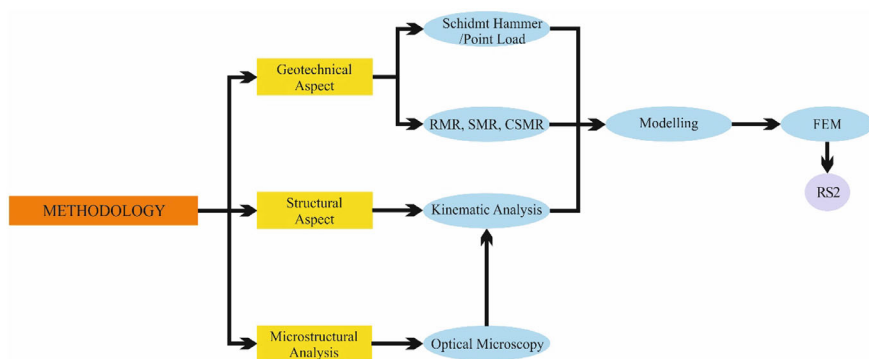 Schidmt Hammer
/Point Load
Geotechnical
Aspect
RMR, SMR, CSMR
Modelling
FEM
RS2
METHODOLOGY
Structural
Aspect
Kinematic Analysis
Microstructural
Analysis
Optical Microscopy